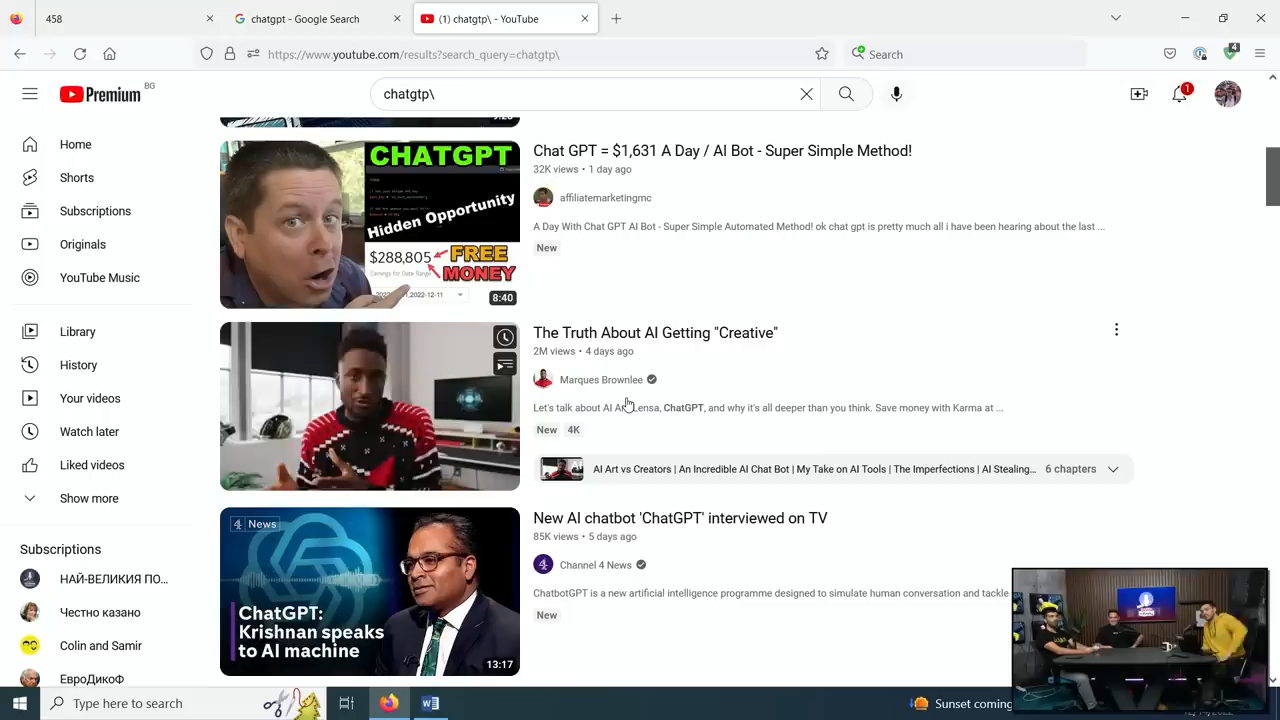 458
chatgpt - Google Search
(1) chatgtp\ - YouTube
https://www.youtube.com/results?search_query=chatgtp\
Search
4
Premium
BG
chatgtp\
1
Home
Shorts
Subscriptions
Originals
YouTube Music
Library
History
Your videos
Watch later
Liked videos
Show more
Subscriptions
НАЙ-ВЕЛИКИЯ ПО...
Честно казано
Colin and Samir
ЕвроДикоФ
CHATGPT
Hidden Opportunity
$288,805
FREE
MONEY
Earnings for Date Range
8:40
Chat GPT = $1,631 A Day / AI Bot - Super Simple Method!
32K views • 1 day ago
affiliatemarketingmc
A Day With Chat GPT AI Bot - Super Simple Automated Method! ok chat gpt is pretty much all i have been hearing about the last ...
New
The Truth About AI Getting "Creative"
2M views • 4 days ago
Marques Brownlee
Let's talk about AI Art, Lensa, ChatGPT, and why it's all deeper than you think. Save money with Karma at ...
New 4K
AI Art vs Creators | An Incredible AI Chat Bot | My Take on AI Tools | The Imperfections | AI Stealing... 6 chapters
4 News
ChatGPT:
Krishnan speaks
to AI machine
13:17
New AI chatbot 'ChatGPT' interviewed on TV
85K views • 5 days ago
Channel 4 News
ChatbotGPT is a new artificial intelligence programme designed to simulate human conversation and tackle
New
Type here to search
Sunset coming